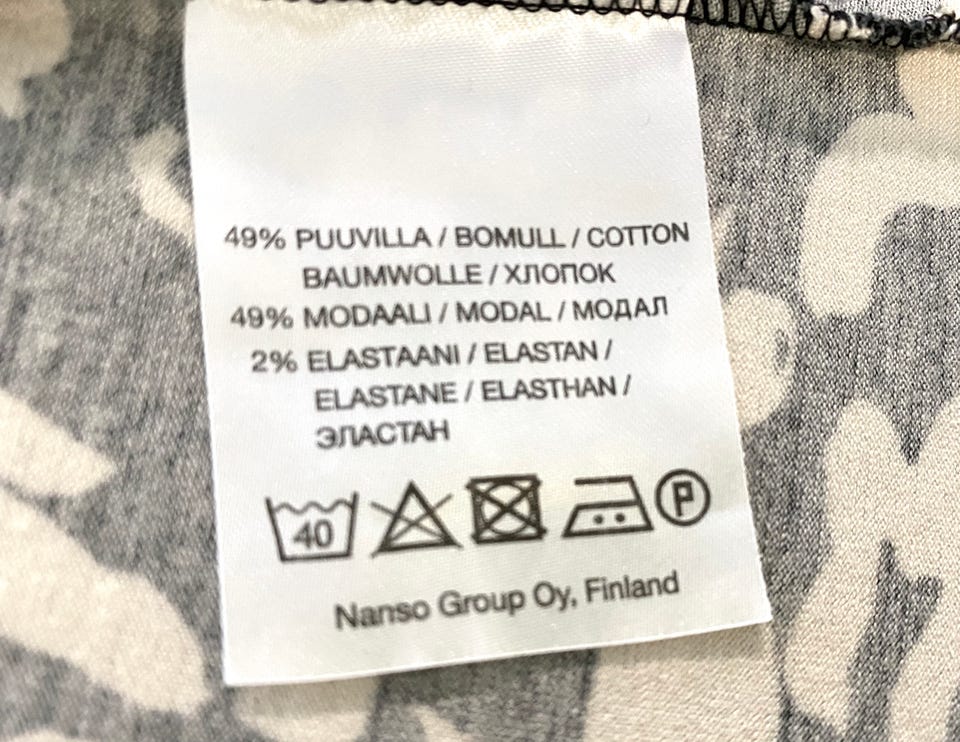 49% PUUVILLA / BOMULL / COTTON
BAUMWOLLE / ХЛОПОК
49% MODAALI / MODAL / МОДАЛ
2% ELASTAANI / ELASTAN /
ELASTANE / ELASTHAN /
ЭЛАСТАН
40 P
Nanso Group Oy, Finland